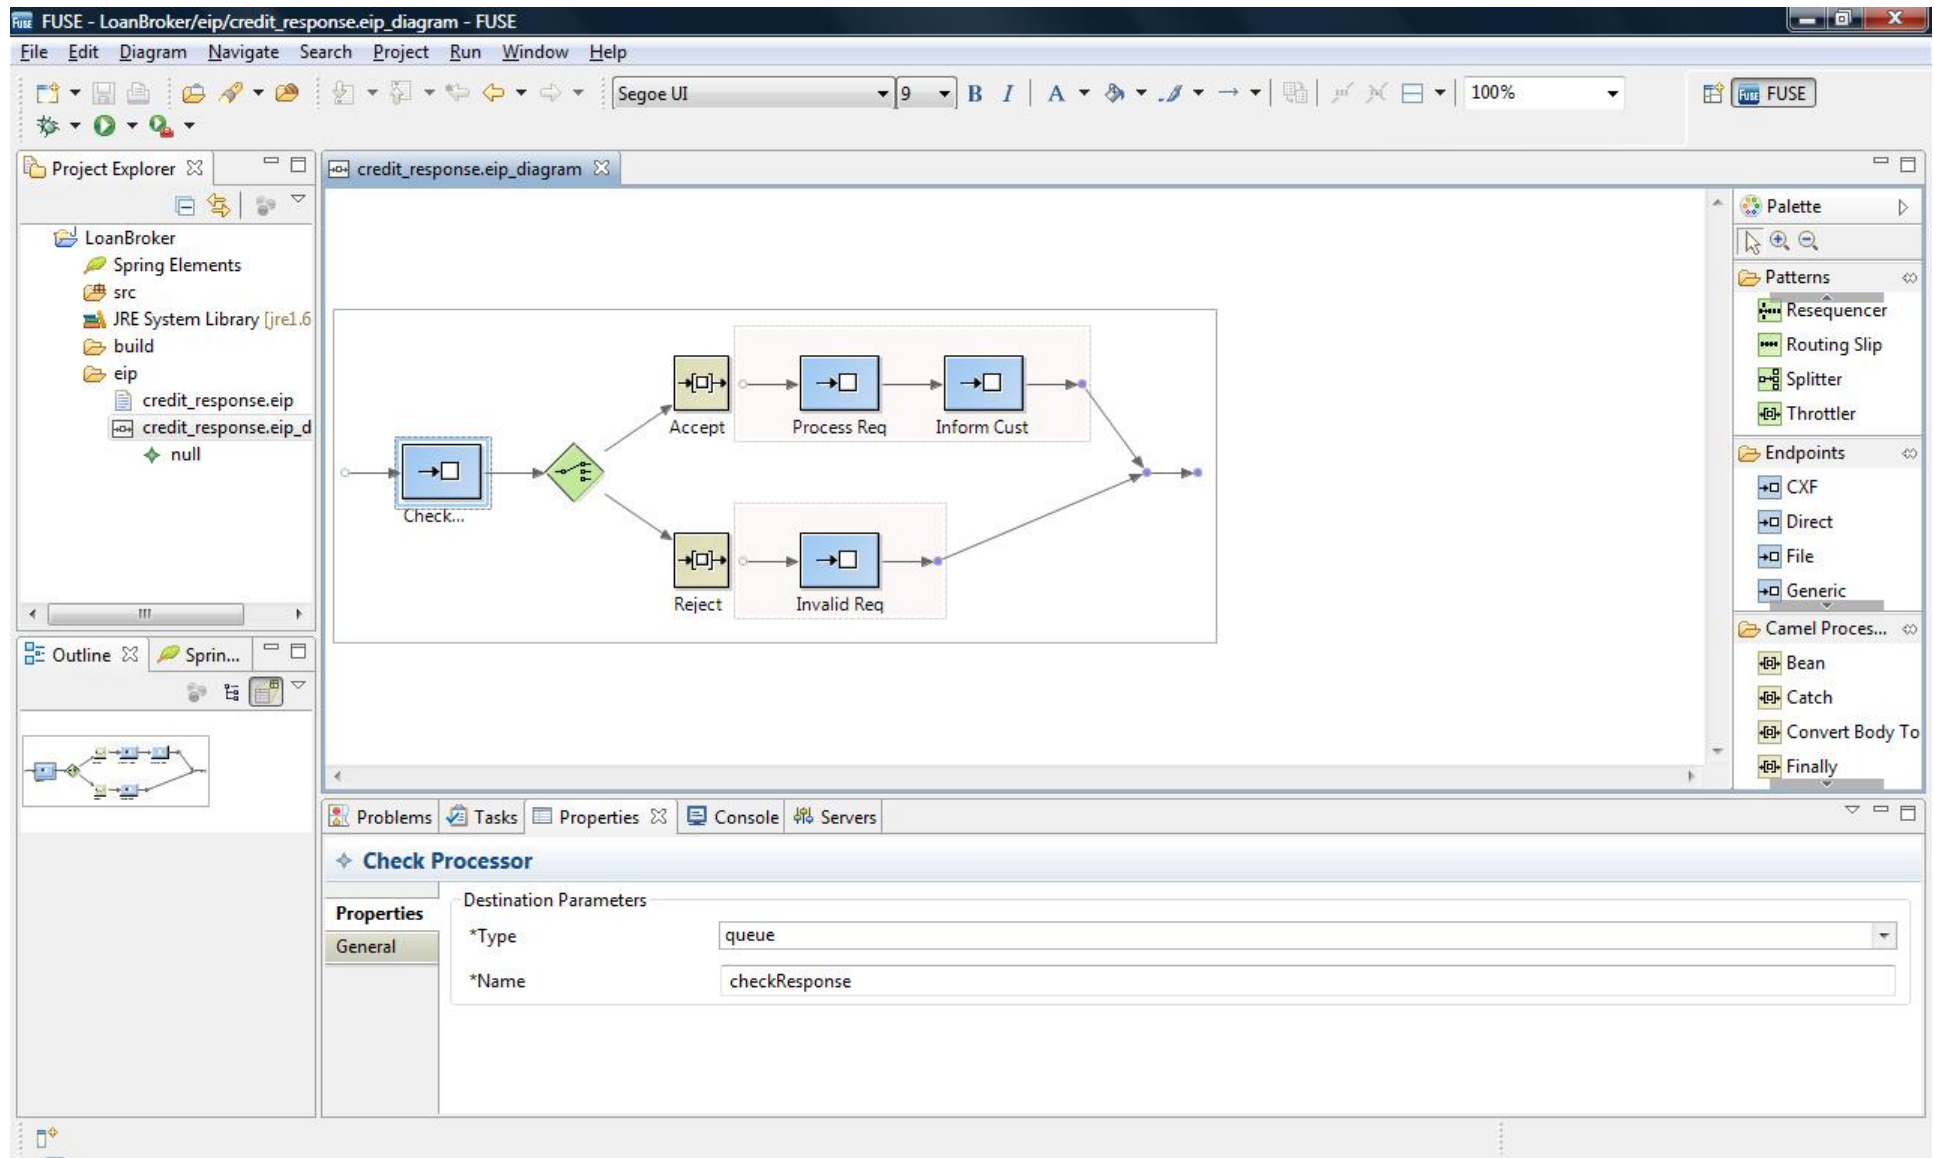 FUSE FUSE - LoanBroker/eip/credit_response.eip_diagram - FUSE
File Edit Diagram Navigate Search Project Run Window Help
Segoe UI 9 B I A 100% FUSE FUSE
Project Explorer
LoanBroker
Spring Elements
src
JRE System Library [jre1.6
build
eip
credit_response.eip
credit_response.eip_d
null
Outline Sprin...
credit_response.eip_diagram
Accept Process Req Inform Cust
Check...
Reject Invalid Req
Palette
Patterns
Resequencer
Routing Slip
Splitter
Throttler
Endpoints
CXF
Direct
File
Generic
Camel Proces...
Bean
Catch
Convert Body To
Finally
Problems Tasks Properties Console Servers
Check Processor
Properties
General
Destination Parameters
*Type queue
*Name checkResponse